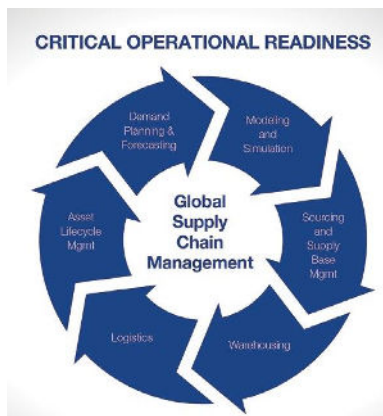 CRITICAL OPERATIONAL READINESS
Demand
Planning &
Forecasting
Modeling
and
Simulation
Global
Supply
Chain
Management
Asset
Lifecycle
Mgmt
Sourcing
and Supply
Base
Mgmt
Logistics
Warehousing